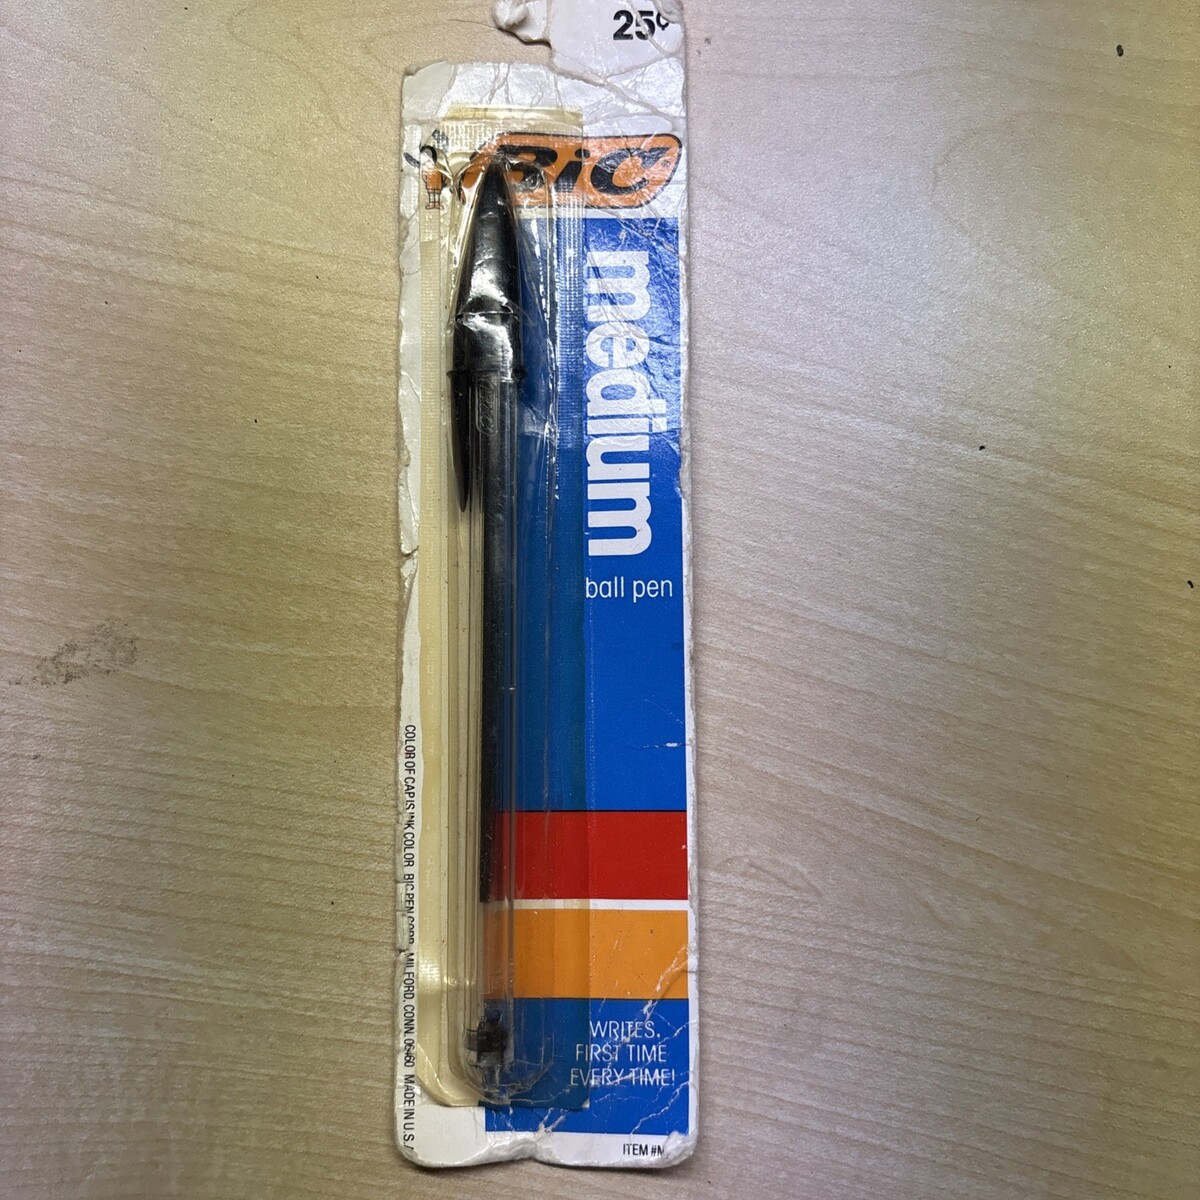 25¢
BiC®
medium
ball pen
WRITES.
FIRST TIME
EVERY TIME!
COLOR OF CAP IS INK COLOR BIC PEN CORP. MILFORD, CONN. 06460 MADE IN U.S.A
ITEM #M